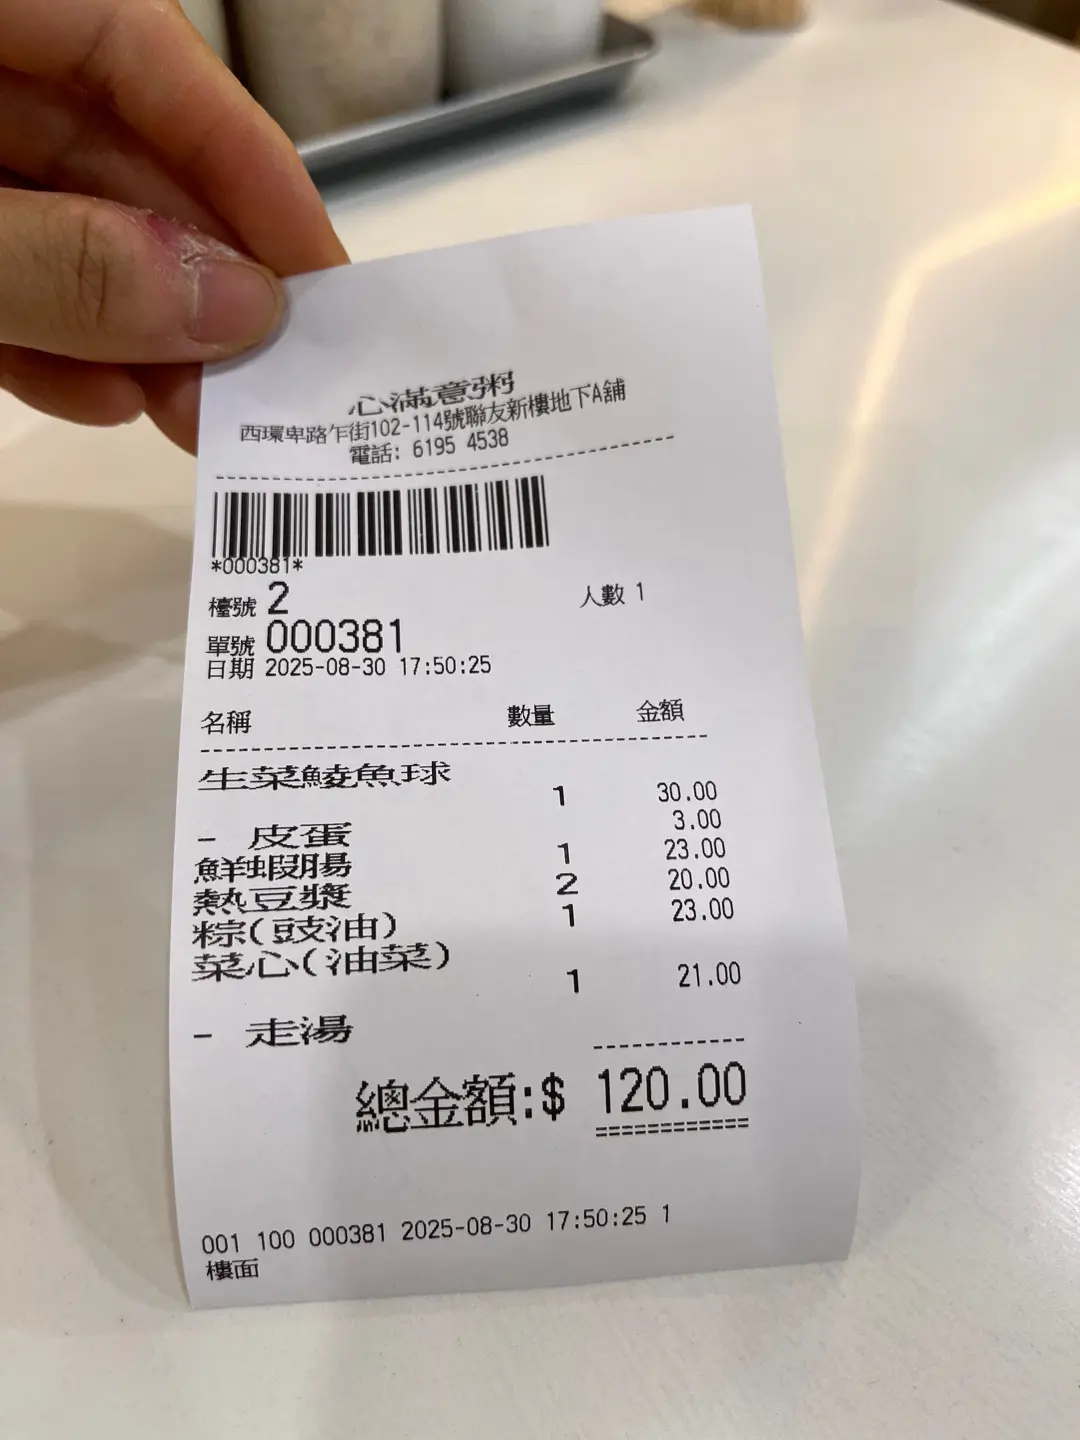 心滿意粥
西環卑路乍街102-114號聯友新樓地下A舖
電話: 6195 4538
*000381*
檯號 2 人數 1
單號 000381
日期 2025-08-30 17:50:25
名稱 數量 金額
生菜鯪魚球 1 30.00
- 皮蛋 3.00
鮮蝦腸 1 23.00
熱豆漿 2 20.00
粽(豉油) 1 23.00
菜心(油菜) 1 21.00
- 走湯
總金額:$ 120.00
001 100 000381 2025-08-30 17:50:25 1
樓面